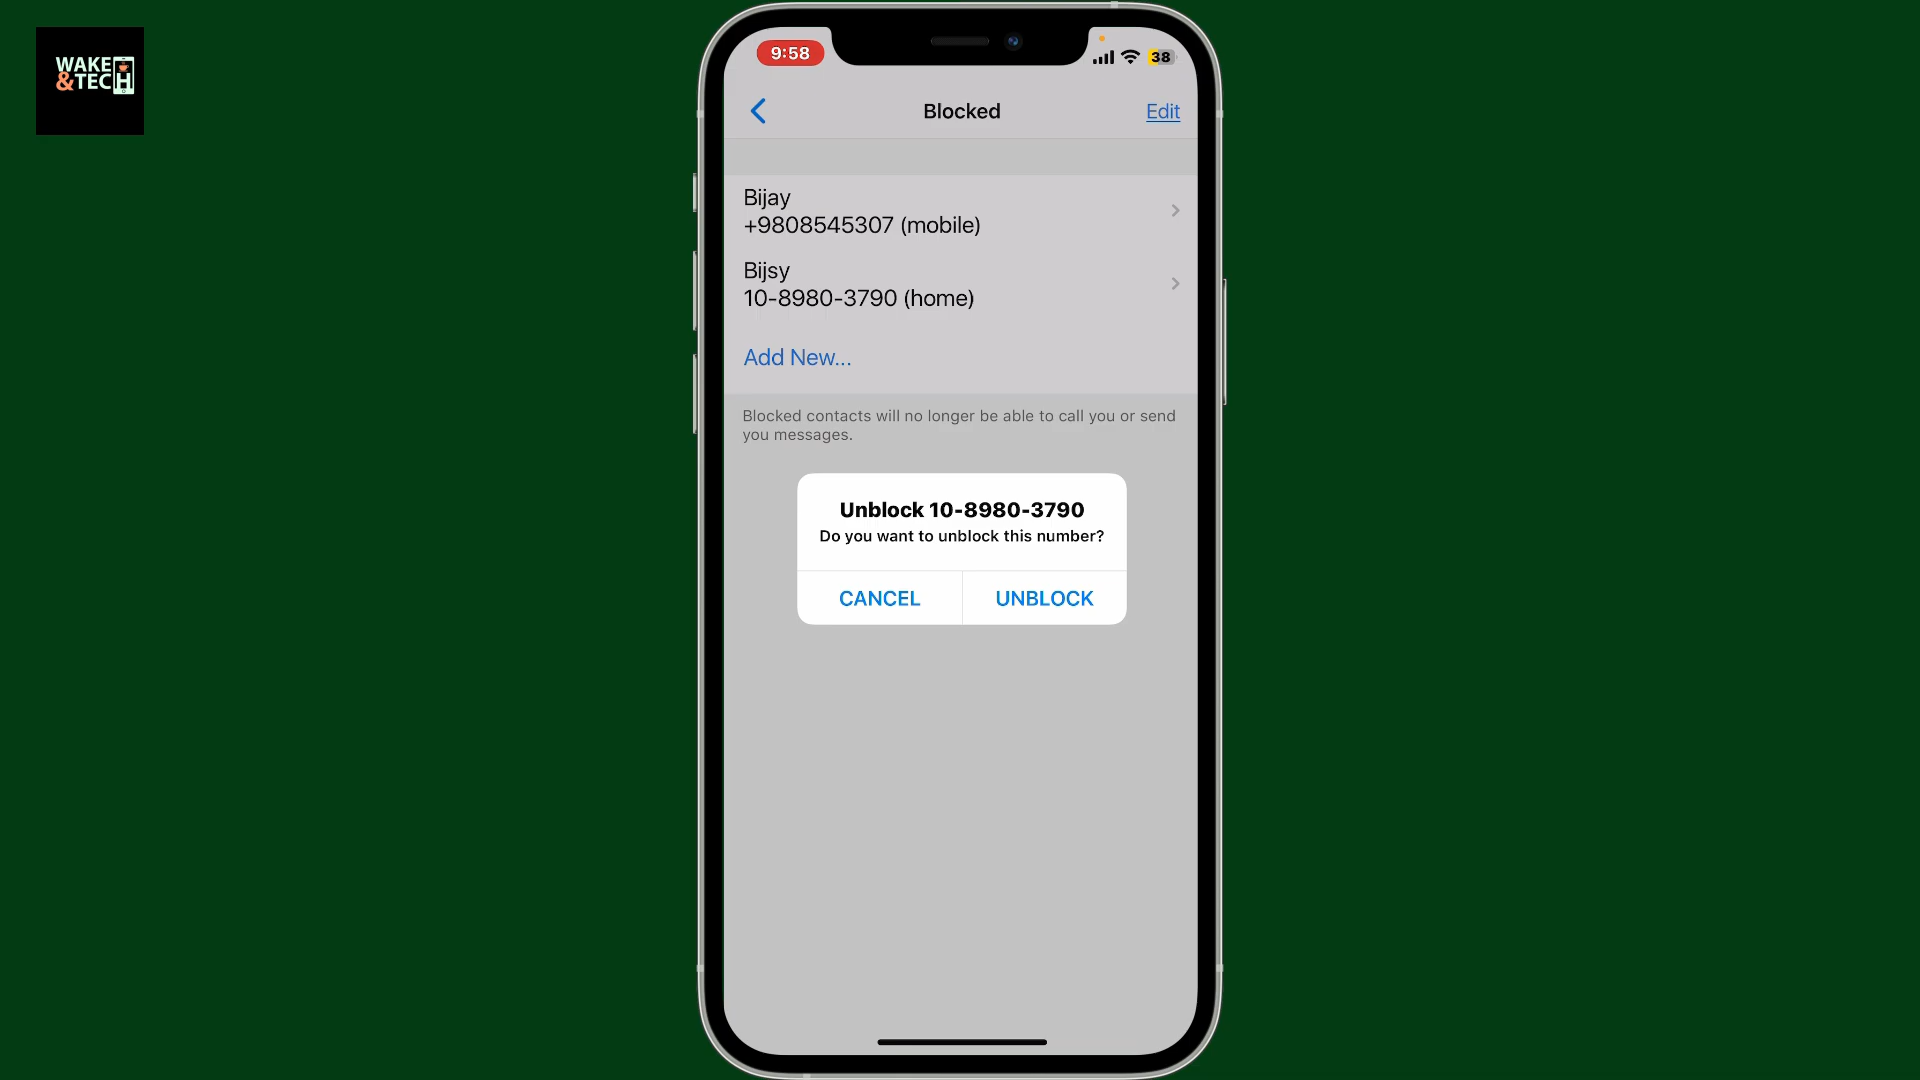 WAKE
&TECH
9:58
38
Blocked
Edit
Bijay
+9808545307 (mobile)
Bijsy
10-8980-3790 (home)
Add New...
Blocked contacts will no longer be able to call you or send
you messages.
Unblock 10-8980-3790
Do you want to unblock this number?
CANCEL
UNBLOCK